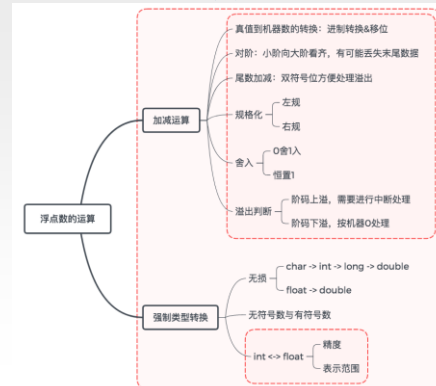 浮点数的运算
加减运算
真值到机器数的转换：进制转换&移位
对阶：小阶向大阶看齐，有可能丢失末尾数据
尾数加减：双符号位方便处理溢出
规格化
左规
右规
舍入
0舍1入
恒置1
溢出判断
阶码上溢，需要进行中断处理
阶码下溢，按机器0处理
强制类型转换
无损
char -> int -> long -> double
float -> double
无符号数与有符号数
int <-> float
精度
表示范围